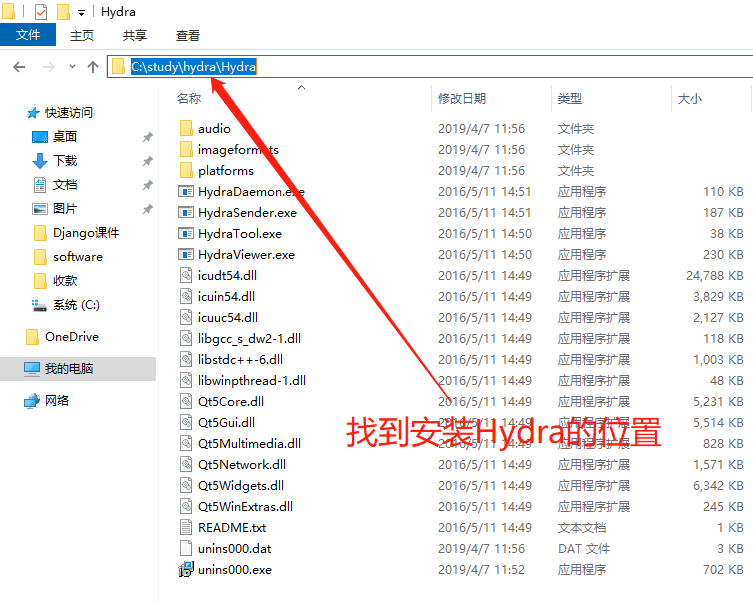 Hydra
文件 主页 共享 查看
C:\study\hydra\Hydra
名称 修改日期 类型 大小
快速访问
桌面
下载
文档
图片
Django课件
software
收款
系统 (C:)
OneDrive
我的电脑
网络
audio 2019/4/7 11:56 文件夹
imageformats 2019/4/7 11:56 文件夹
platforms 2019/4/7 11:56 文件夹
HydraDaemon.exe 2016/5/11 14:51 应用程序 110 KB
HydraSender.exe 2016/5/11 14:51 应用程序 187 KB
HydraTool.exe 2016/5/11 14:50 应用程序 38 KB
HydraViewer.exe 2016/5/11 14:50 应用程序 230 KB
icudt54.dll 2016/5/11 14:49 应用程序扩展 24,788 KB
icuin54.dll 2016/5/11 14:49 应用程序扩展 3,829 KB
icuuc54.dll 2016/5/11 14:49 应用程序扩展 2,127 KB
libgcc_s_dw2-1.dll 2016/5/11 14:49 应用程序扩展 118 KB
libstdc++-6.dll 2016/5/11 14:49 应用程序扩展 1,003 KB
libwinpthread-1.dll 2016/5/11 14:49 应用程序扩展 48 KB
Qt5Core.dll 2016/5/11 14:49 应用程序扩展 5,231 KB
Qt5Gui.dll 2016/5/11 14:49 应用程序扩展 5,514 KB
找到安装Hydra的位置
Qt5Multimedia.dll 2016/5/11 14:49 应用程序扩展 828 KB
Qt5Network.dll 2016/5/11 14:49 应用程序扩展 1,571 KB
Qt5Widgets.dll 2016/5/11 14:49 应用程序扩展 6,342 KB
Qt5WinExtras.dll 2016/5/11 14:49 应用程序扩展 245 KB
README.txt 2016/5/11 14:49 文本文档 1 KB
unins000.dat 2019/4/7 11:56 DAT 文件 3 KB
unins000.exe 2019/4/7 11:52 应用程序 702 KB